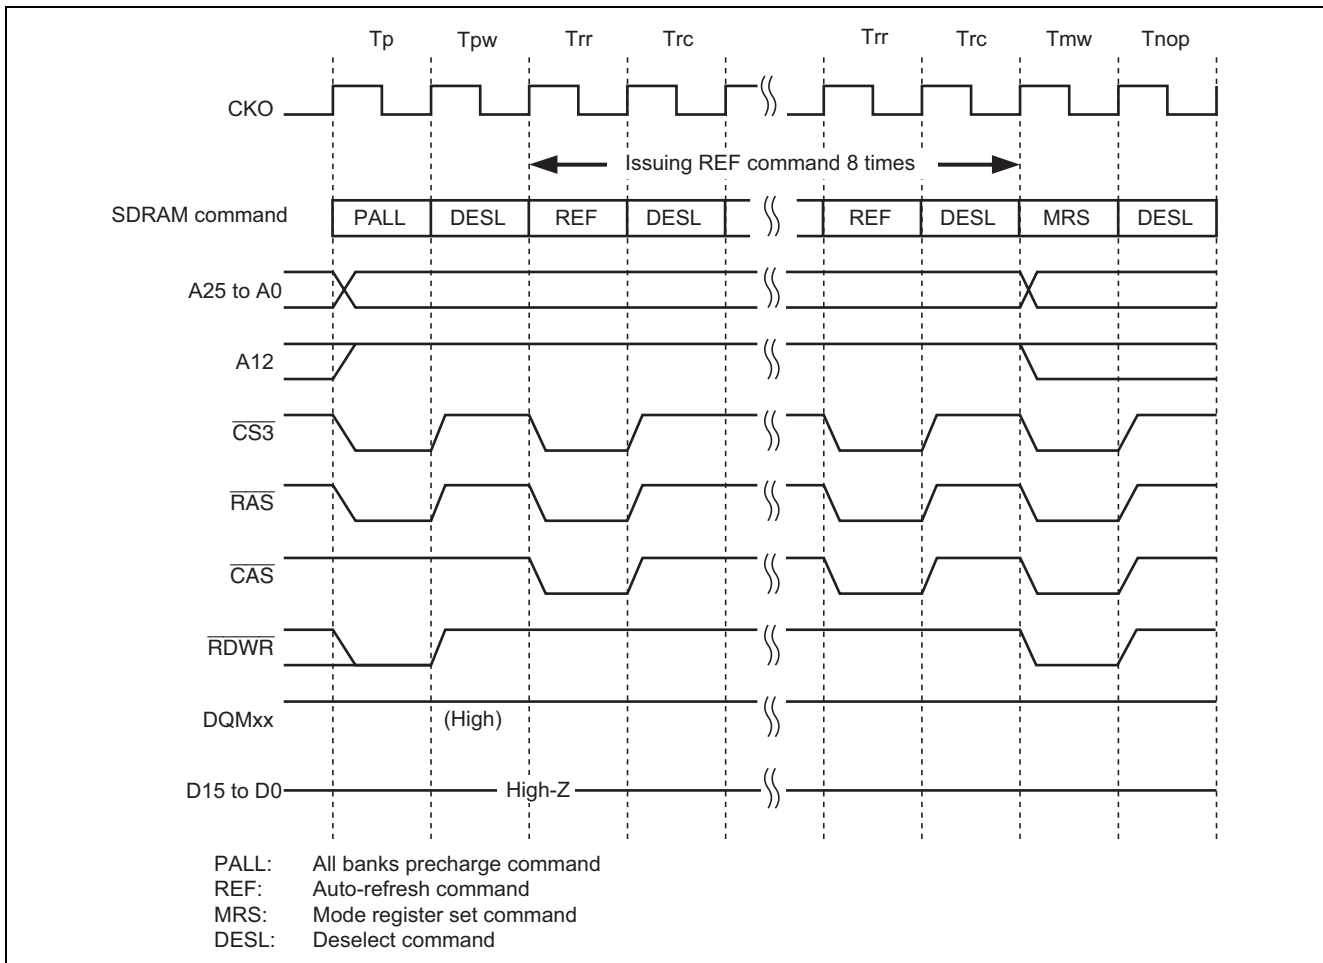 Tp Tpw Trr Trc Trr Trc Tmw Tnop
CKO
Issuing REF command 8 times
SDRAM command PALL DESL REF DESL REF DESL MRS DESL
A25 to A0
A12
CS3
RAS
CAS
RDWR
DQMxx (High)
D15 to D0 High-Z
PALL: All banks precharge command
REF: Auto-refresh command
MRS: Mode register set command
DESL: Deselect command